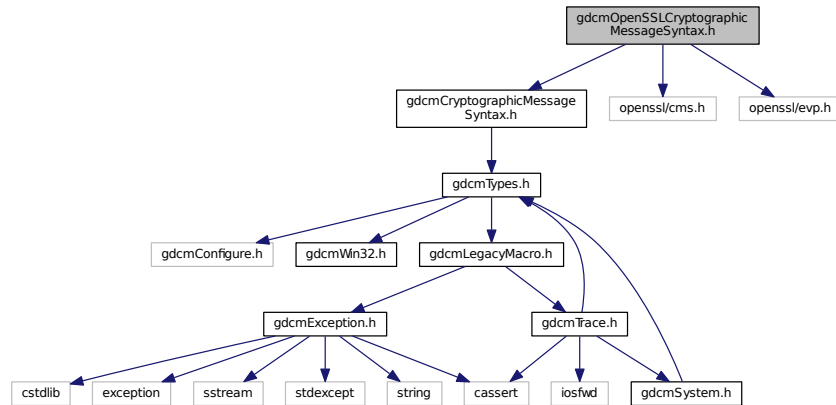 gdcmOpenSSLCryptographic
MessageSyntax.h
gdcmCryptographicMessage
Syntax.h
openssl/cms.h
openssl/evp.h
gdcmTypes.h
gdcmConfigure.h
gdcmWin32.h
gdcmLegacyMacro.h
gdcmException.h
gdcmTrace.h
cstdlib
exception
sstream
stdexcept
string
cassert
iosfwd
gdcmSystem.h